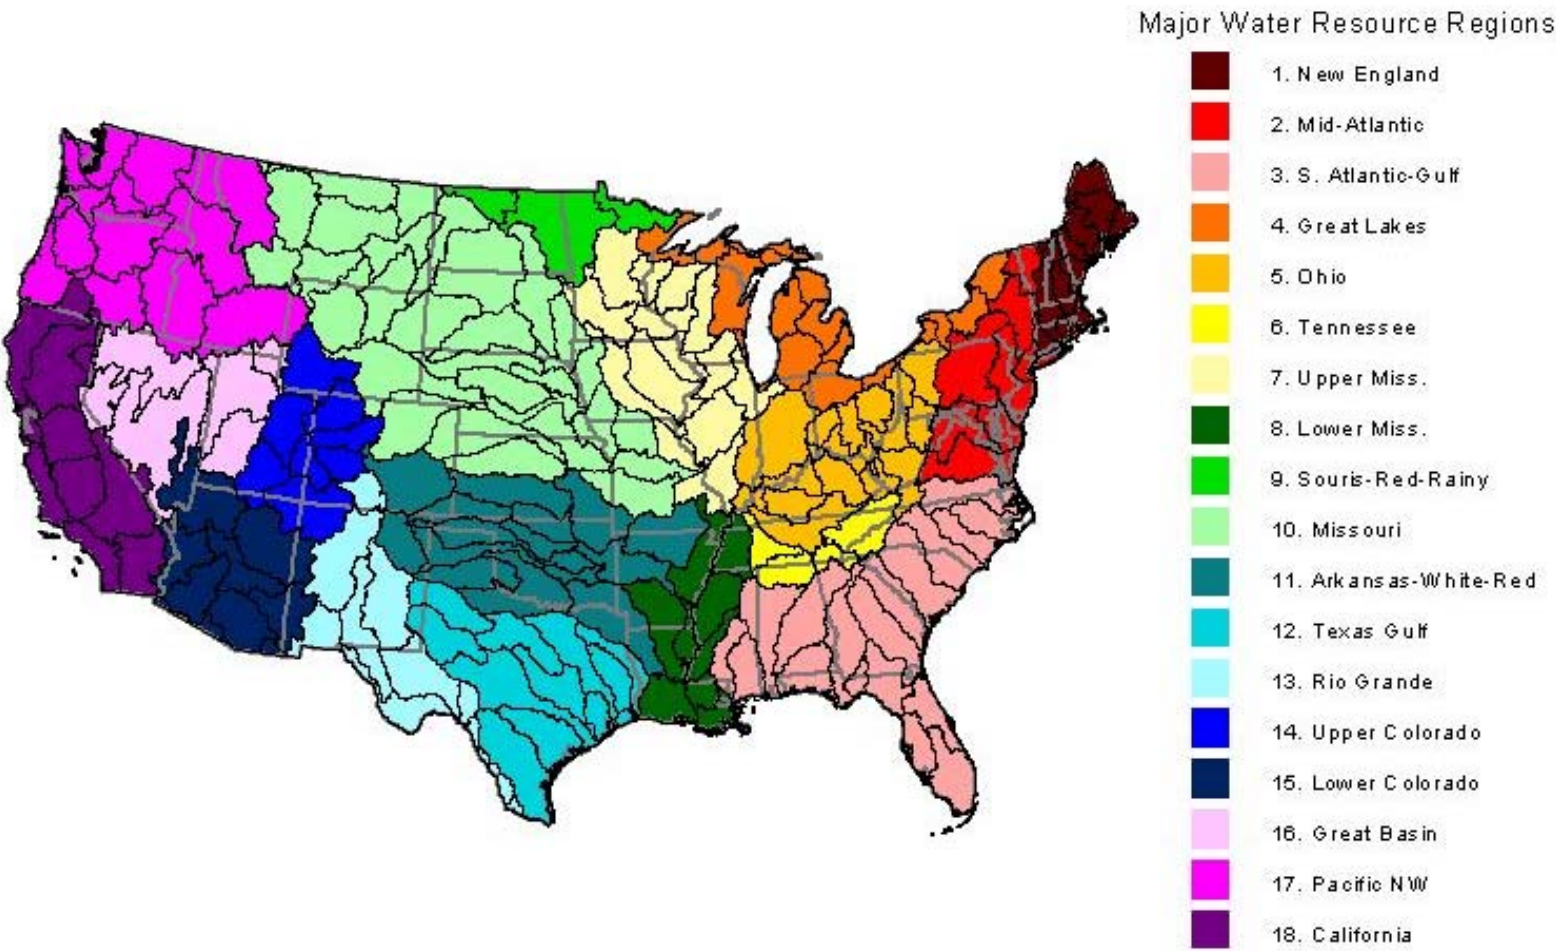 Major Water Resource Regions
1. New England
2. Mid-Atlantic
3. S. Atlantic-Gulf
4. Great Lakes
5. Ohio
6. Tennessee
7. Upper Miss.
8. Lower Miss.
9. Souris-Red-Rainy
10. Missouri
11. Arkansas-White-Red
12. Texas Gulf
13. Rio Grande
14. Upper Colorado
15. Lower Colorado
16. Great Basin
17. Pacific NW
18. California